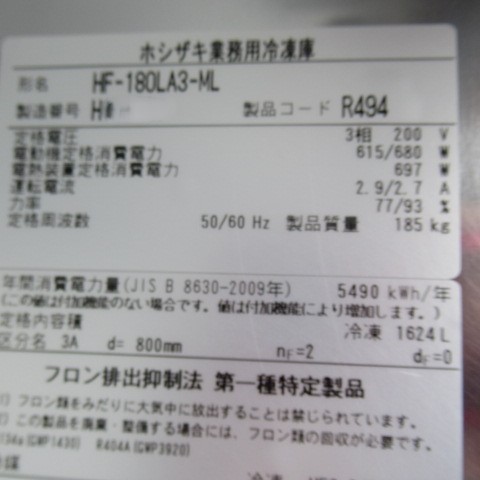 ホシザキ業務用冷凍庫
形名 HF-180LA3-ML
製造番号 H 製品コード R494
定格電圧 3相 200 V
電動機定格消費電力 615/680 W
電熱装置定格消費電力 697 W
運転電流 2.9/2.7 A
力率 77/93 %
定格周波数 50/60 Hz 製品質量 185 kg
年間消費電力量(JIS B 8630-2009年) 5490 kWh/年
(この値は付加機能のない場合です。値は付加機能により増加します。)
定格内容積 冷凍 1624 L
区分名 3A d= 800mm nF=2 dF=0
フロン排出抑制法 第一種特定製品
1) フロン類をみだりに大気中に放出することは禁じられています。
2) この製品を廃棄・整備する場合には、フロン類の回収が必要です。
134a(GWP1430) R404A(GWP3920)
冷媒